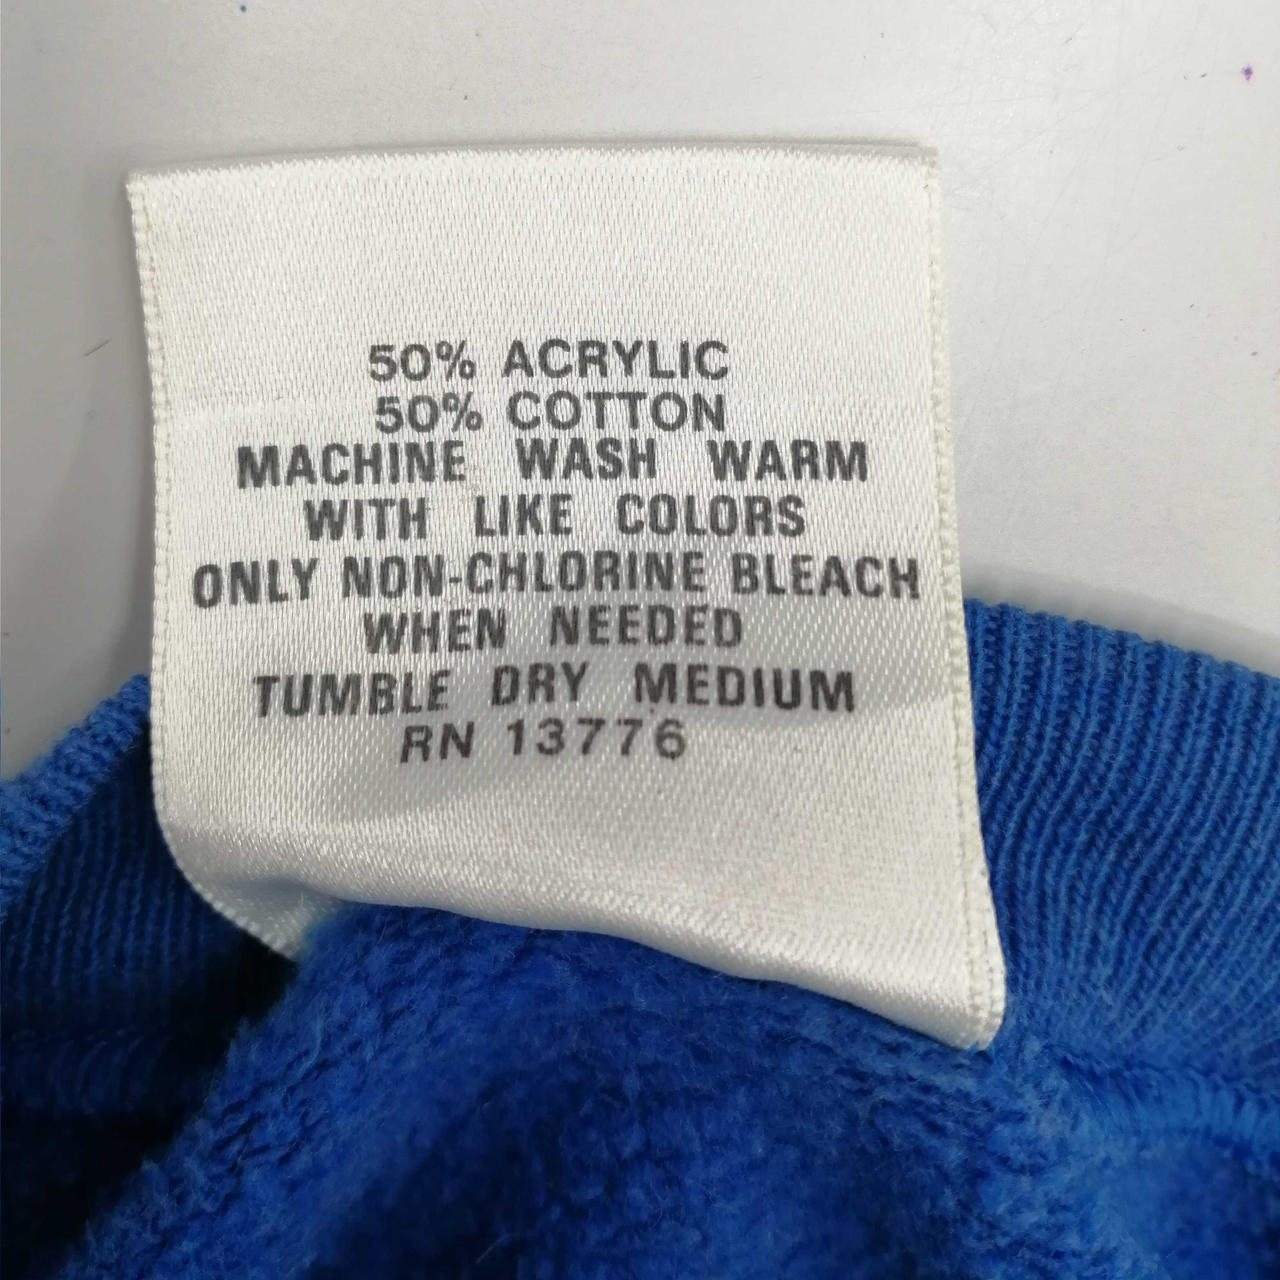 50% ACRYLIC
50% COTTON
MACHINE WASH WARM
WITH LIKE COLORS
ONLY NON-CHLORINE BLEACH
WHEN NEEDED
TUMBLE DRY MEDIUM
RN 13776